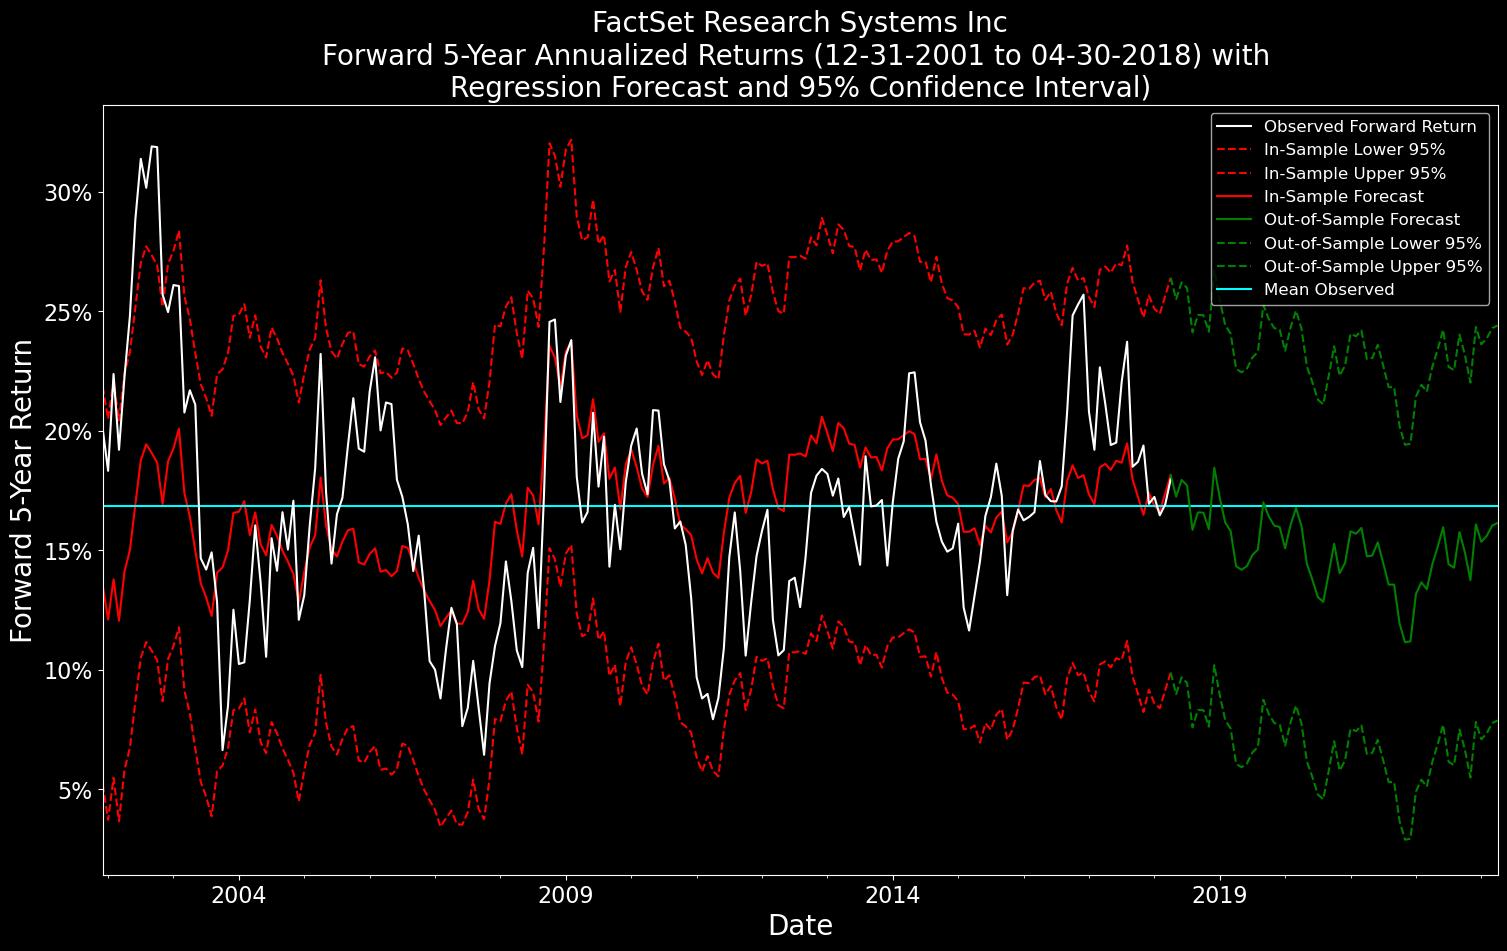 FactSet Research Systems Inc
Forward 5-Year Annualized Returns (12-31-2001 to 04-30-2018) with
Regression Forecast and 95% Confidence Interval)
Observed Forward Return
In-Sample Lower 95%
In-Sample Upper 95%
In-Sample Forecast
Out-of-Sample Forecast
Out-of-Sample Lower 95%
Out-of-Sample Upper 95%
Mean Observed
Forward 5-Year Return
30%
25%
20%
15%
10%
5%
2004
2009
2014
2019
Date